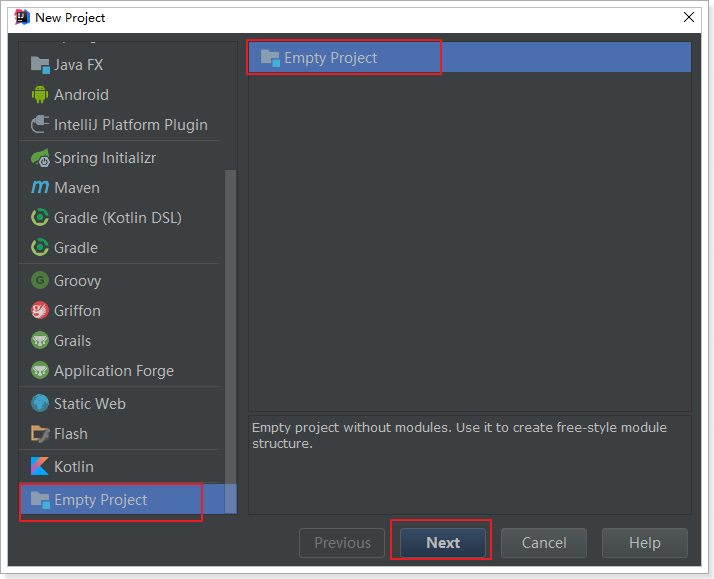 New Project
Java FX
Android
IntelliJ Platform Plugin
Spring Initializr
Maven
Gradle (Kotlin DSL)
Gradle
Groovy
Griffon
Grails
Application Forge
Static Web
Flash
Kotlin
Empty Project
Empty Project
Empty project without modules. Use it to create free-style module
structure.
Previous
Next
Cancel
Help